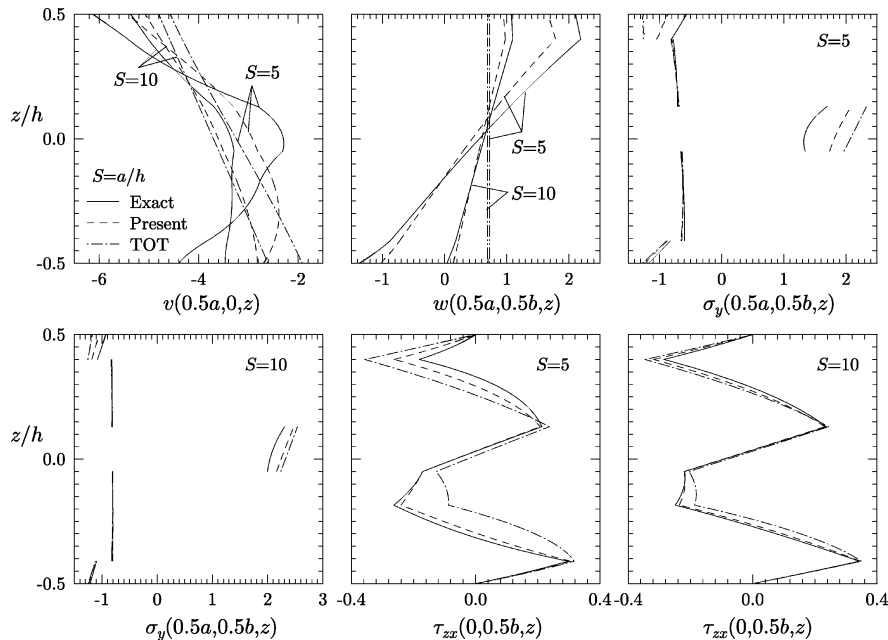 0.5
z/h
0.0
-0.5
S=10
S=5
S=a/h
Exact
Present
TOT
-6
-4
-2
v(0.5a,0,z)
S=5
S=10
-1
0
1
2
w(0.5a,0.5b,z)
S=5
-1
0
1
2
σy(0.5a,0.5b,z)
0.5
z/h
0.0
-0.5
S=10
-1
0
1
2
3
σy(0.5a,0.5b,z)
S=5
-0.4
0.0
τzx(0,0.5b,z)
S=10
0.4
-0.4
0.0
0.4
τzx(0,0.5b,z)